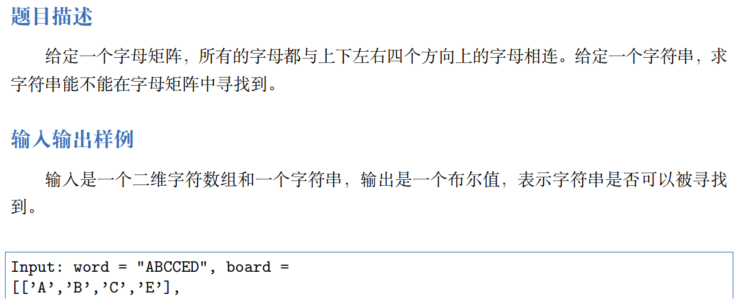 题目描述
给定一个字母矩阵，所有的字母都与上下左右四个方向上的字母相连。给定一个字符串，求
字符串能不能在字母矩阵中寻找到。
输入输出样例
输入是一个二维字符数组和一个字符串，输出是一个布尔值，表示字符串是否可以被寻找
到。
Input: word = "ABCCED", board =
[[’A’,’B’,’C’,’E’],